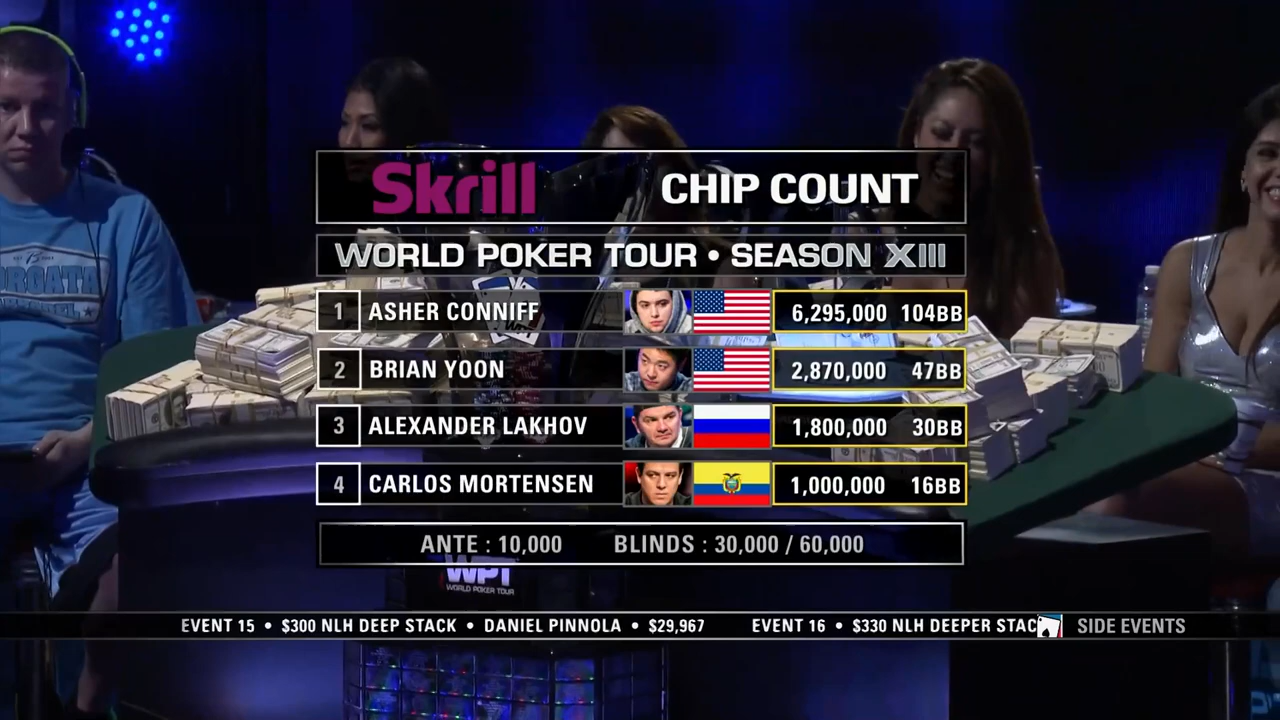 Skrill CHIP COUNT
WORLD POKER TOUR • SEASON XIII
1 ASHER CONNIFF 6,295,000 104BB
2 BRIAN YOON 2,870,000 47BB
3 ALEXANDER LAKHOV 1,800,000 30BB
4 CARLOS MORTENSEN 1,000,000 16BB
ANTE : 10,000 BLINDS : 30,000 / 60,000
WPT
WORLD POKER TOUR
EVENT 15 • $300 NLH DEEP STACK • DANIEL PINNOLA • $29,967 EVENT 16 • $330 NLH DEEPER STAC SIDE EVENTS